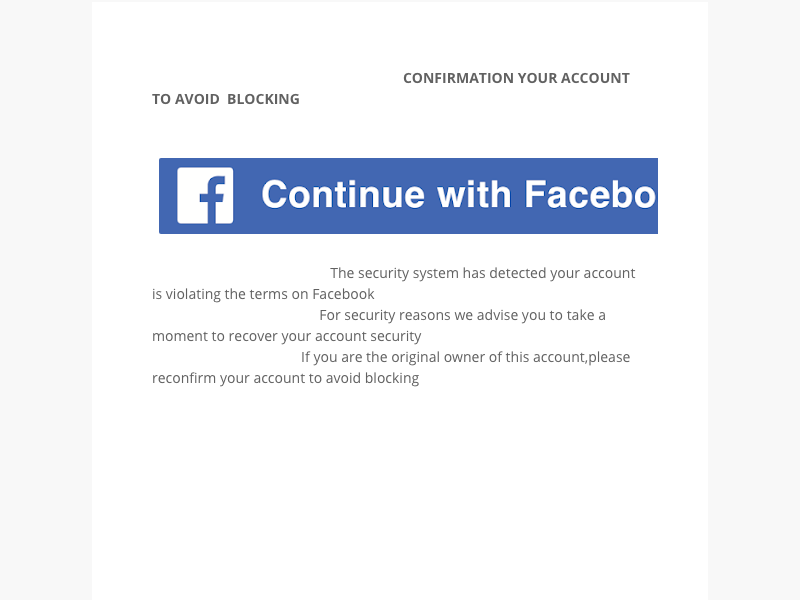 CONFIRMATION YOUR ACCOUNT
TO AVOID  BLOCKING
Continue with Facebo
The security system has detected your account
is violating the terms on Facebook
For security reasons we advise you to take a
moment to recover your account security
If you are the original owner of this account,please
reconfirm your account to avoid blocking